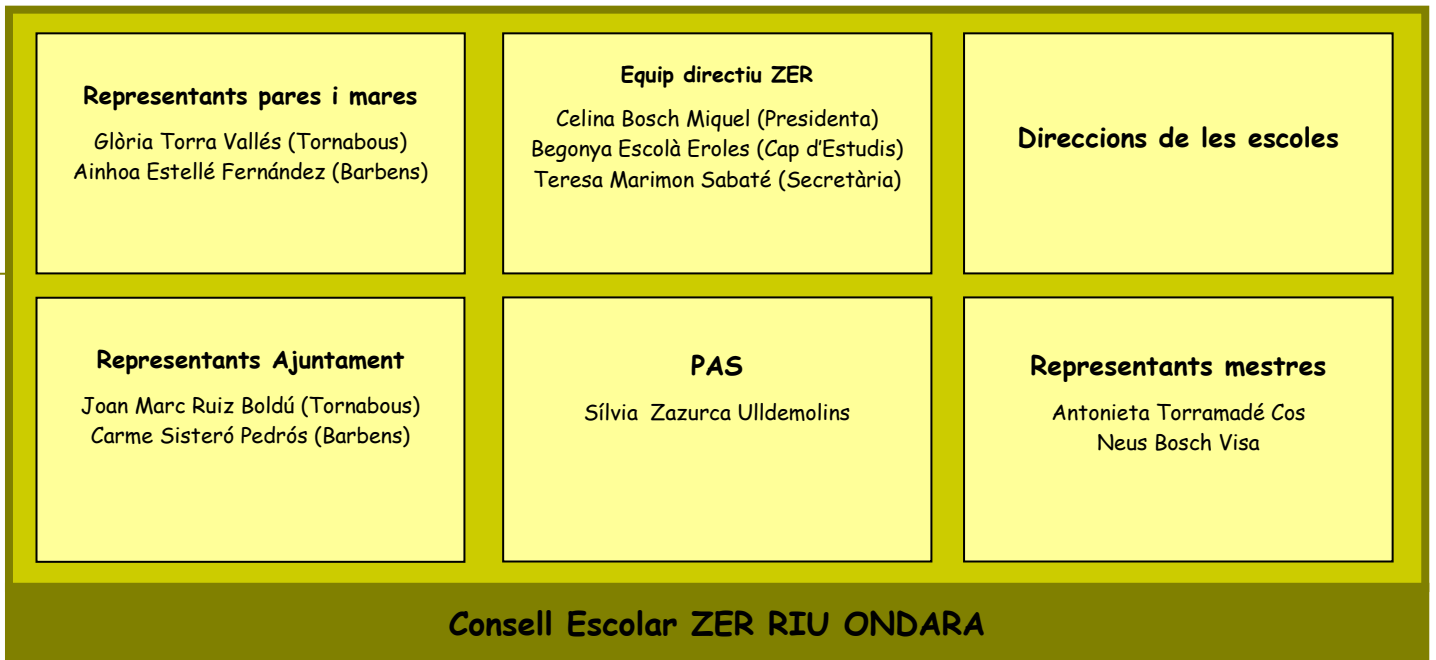 Representants pares i mares
Glòria Torra Vallés (Tornabous)
Ainhoa Estellé Fernández (Barbens)
Equip directiu ZER
Celina Bosch Miquel (Presidenta)
Begonya Escolà Eroles (Cap d'Estudis)
Teresa Marimon Sabaté (Secretària)
Direccions de les escoles
Representants Ajuntament
Joan Marc Ruiz Boldú (Tornabous)
Carme Sisteró Pedrós (Barbens)
PAS
Sílvia Zazurca Ulldemolins
Representants mestres
Antonieta Torramadé Cos
Neus Bosch Visa
Consell Escolar ZER RIU ONDARA